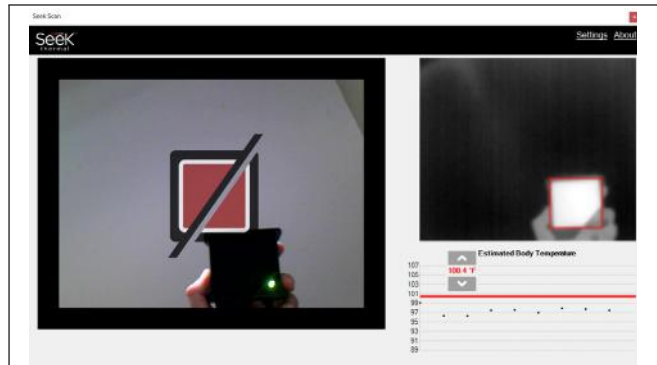 Seek Scan
Seek
thermal
Settings About
Estimated Body Temperature
107
105
100.4 °F
103
101
99
97
95
93
91
89